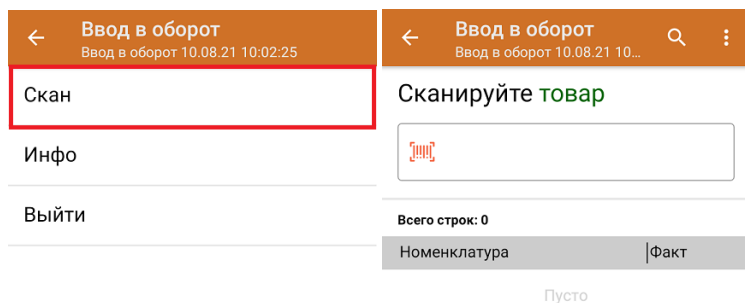 Ввод в оборот
Ввод в оборот 10.08.21 10:02:25
Скан
Инфо
Выйти
Ввод в оборот
Ввод в оборот 10.08.21 10...
Сканируйте товар
Всего строк: 0
Номенклатура Факт
Пусто